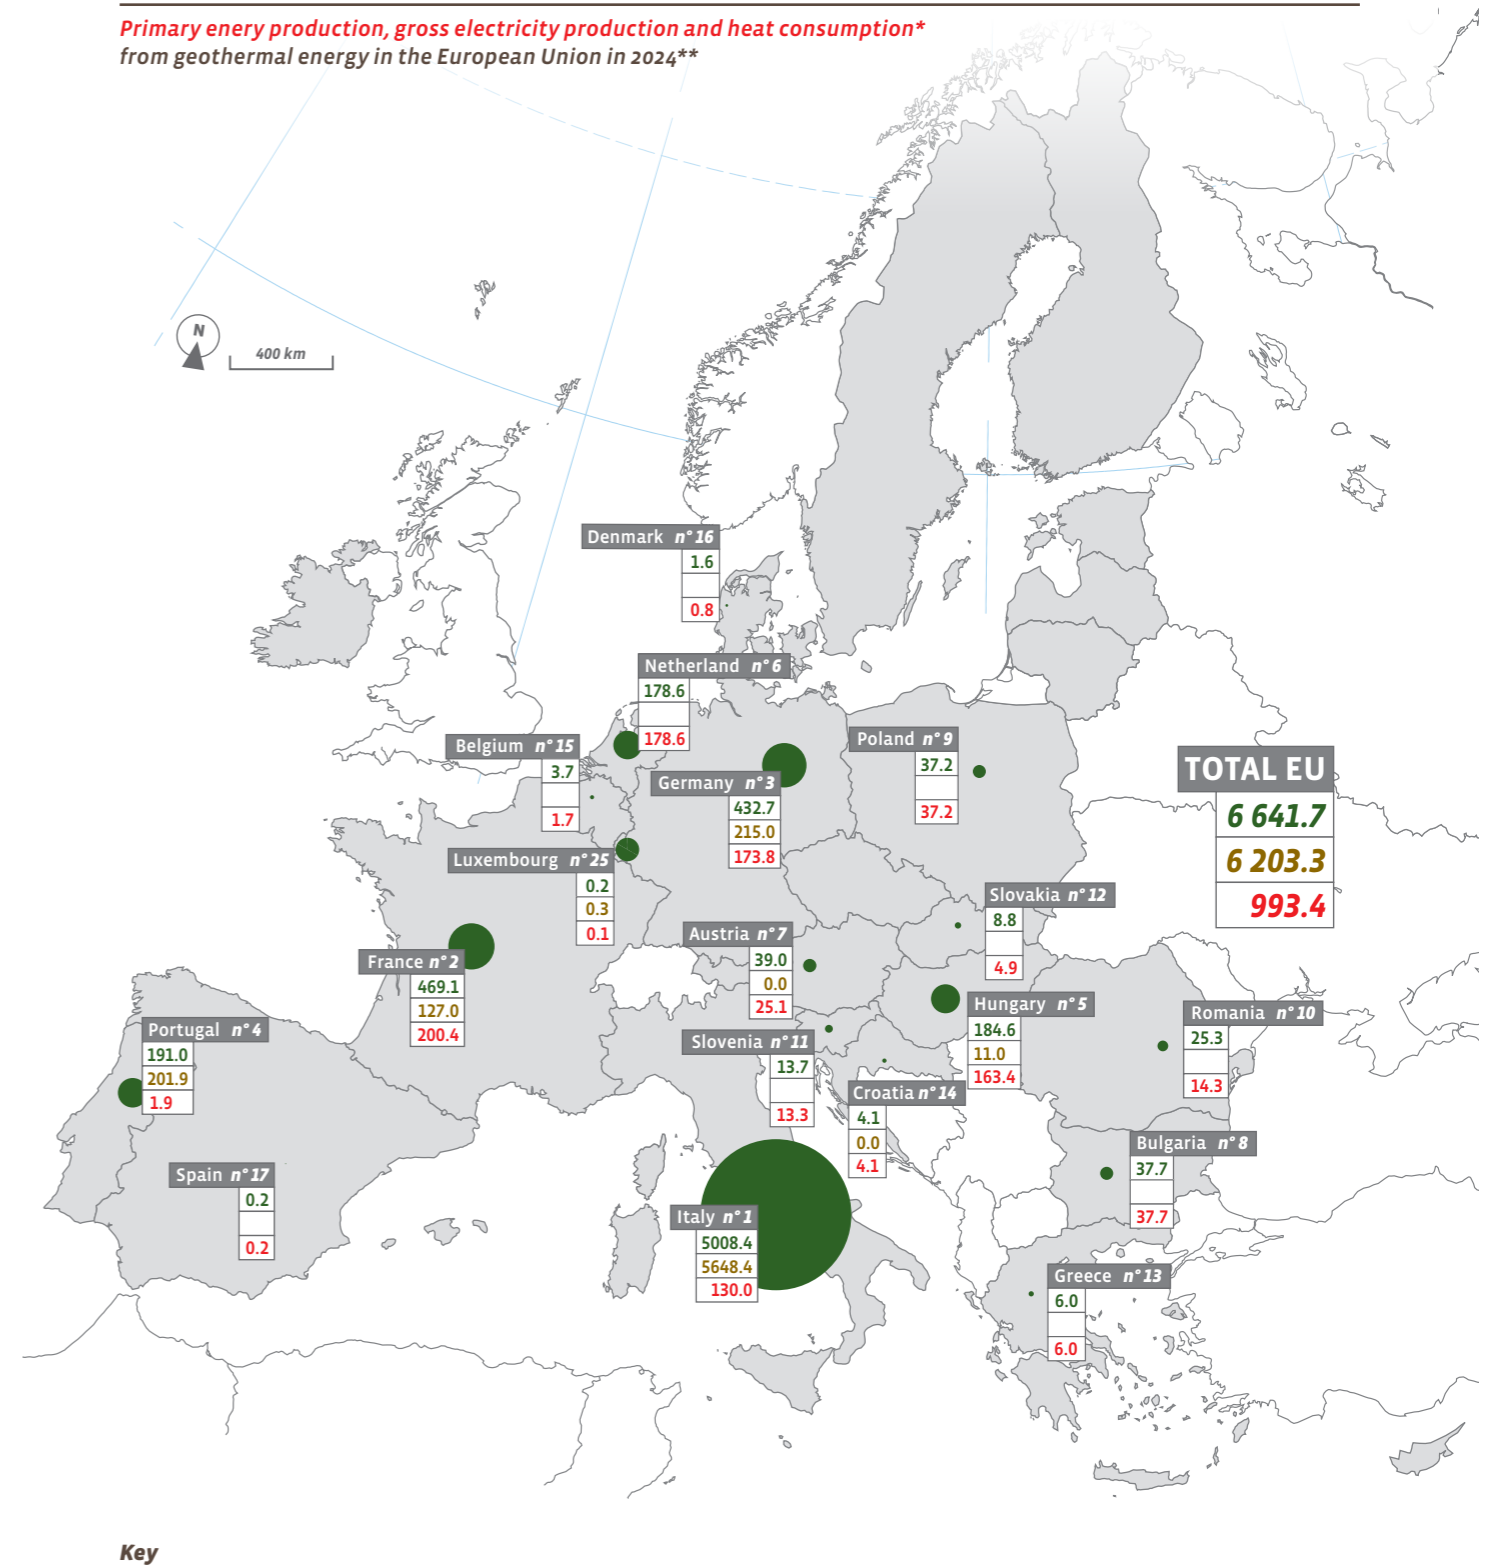 Primary enery production, gross electricity production and heat consumption*
from geothermal energy in the European Union in 2024**
N
400 km
Denmark n°16
1.6
0.8
Netherland n°6
178.6
178.6
Belgium n°15
3.7
1.7
Germany n°3
432.7
215.0
173.8
Poland n°9
37.2
37.2
TOTAL EU
6 641.7
6 203.3
993.4
Luxembourg n°25
0.2
0.3
0.1
Slovakia n°12
8.8
4.9
Austria n°7
39.0
0.0
25.1
France n°2
469.1
127.0
200.4
Hungary n°5
184.6
11.0
163.4
Romania n°10
25.3
14.3
Portugal n°4
191.0
201.9
1.9
Slovenia n°11
13.7
13.3
Croatia n°14
4.1
0.0
4.1
Bulgaria n°8
37.7
37.7
Spain n°17
0.2
0.2
Italy n°1
5008.4
5648.4
130.0
Greece n°13
6.0
6.0
Key